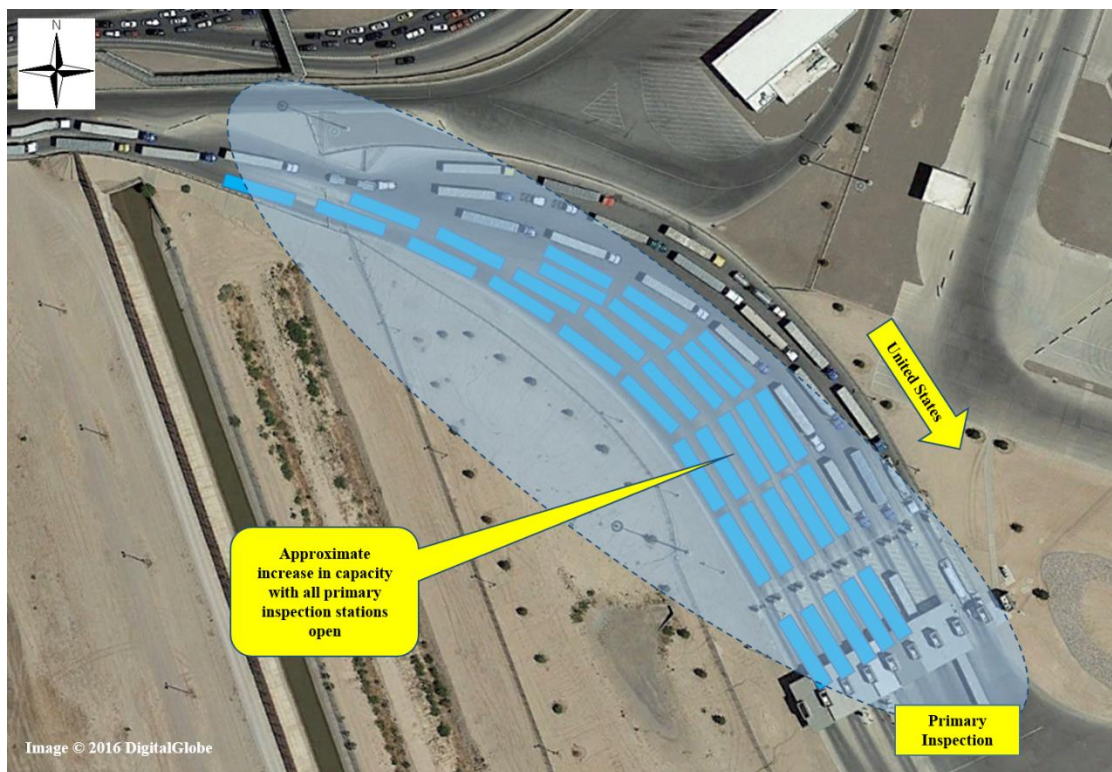 N
United States
Approximate
increase in capacity
with all primary
inspection stations
open
Primary
Inspection
Image © 2016 DigitalGlobe